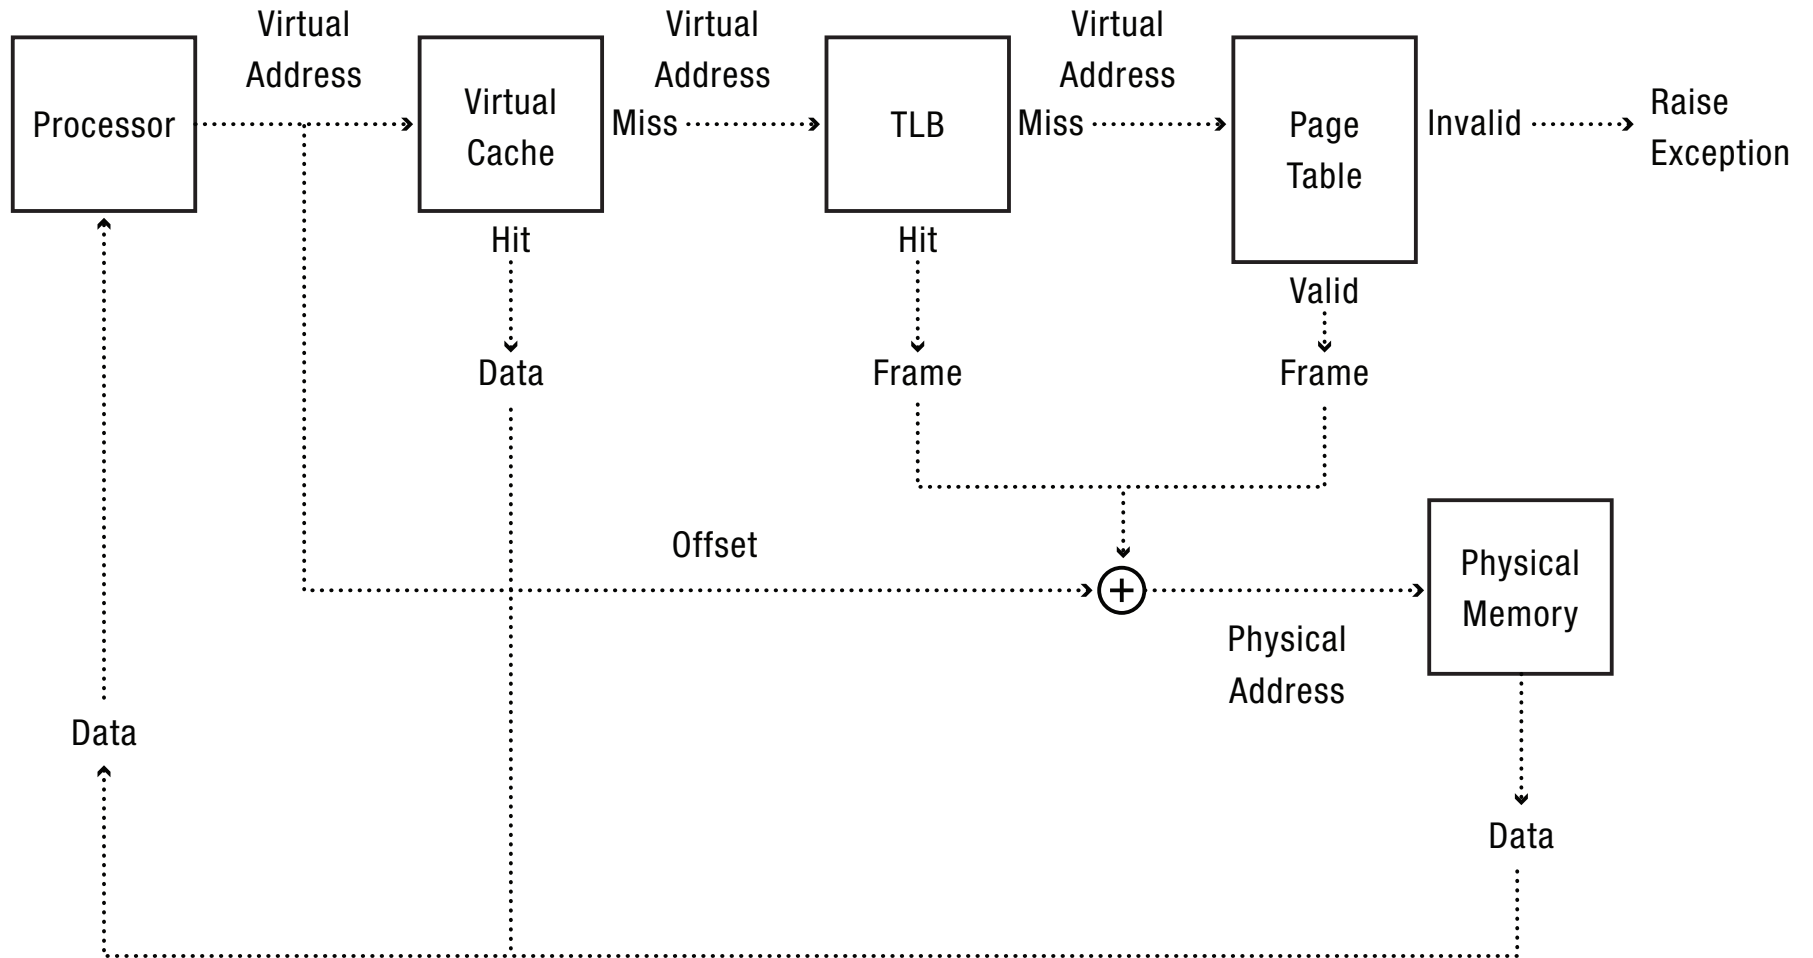 Virtual
Address
Virtual
Address
Virtual
Address
Processor
Virtual
Cache
Miss
TLB
Miss
Page
Table
Invalid
Raise
Exception
Hit
Hit
Valid
Data
Frame
Frame
Offset
+
Physical
Memory
Physical
Address
Data
Data